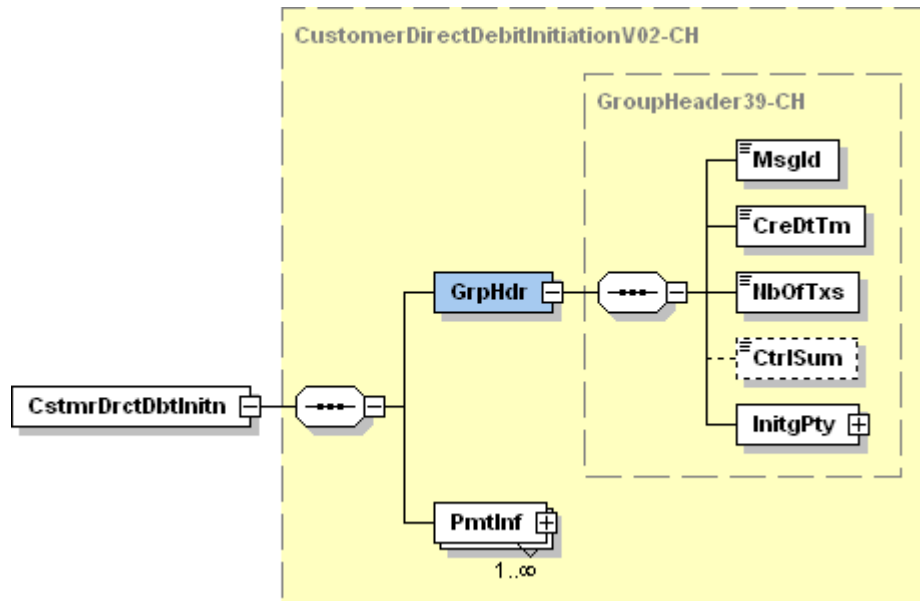 CustomerDirectDebitInitiationV02-CH
GroupHeader39-CH
MsgId
CreDtTm
GrpHdr
NbOfTxs
CtrlSum
CstmrDrctDbtInitn
InitgPty
PmtInf
1..∞